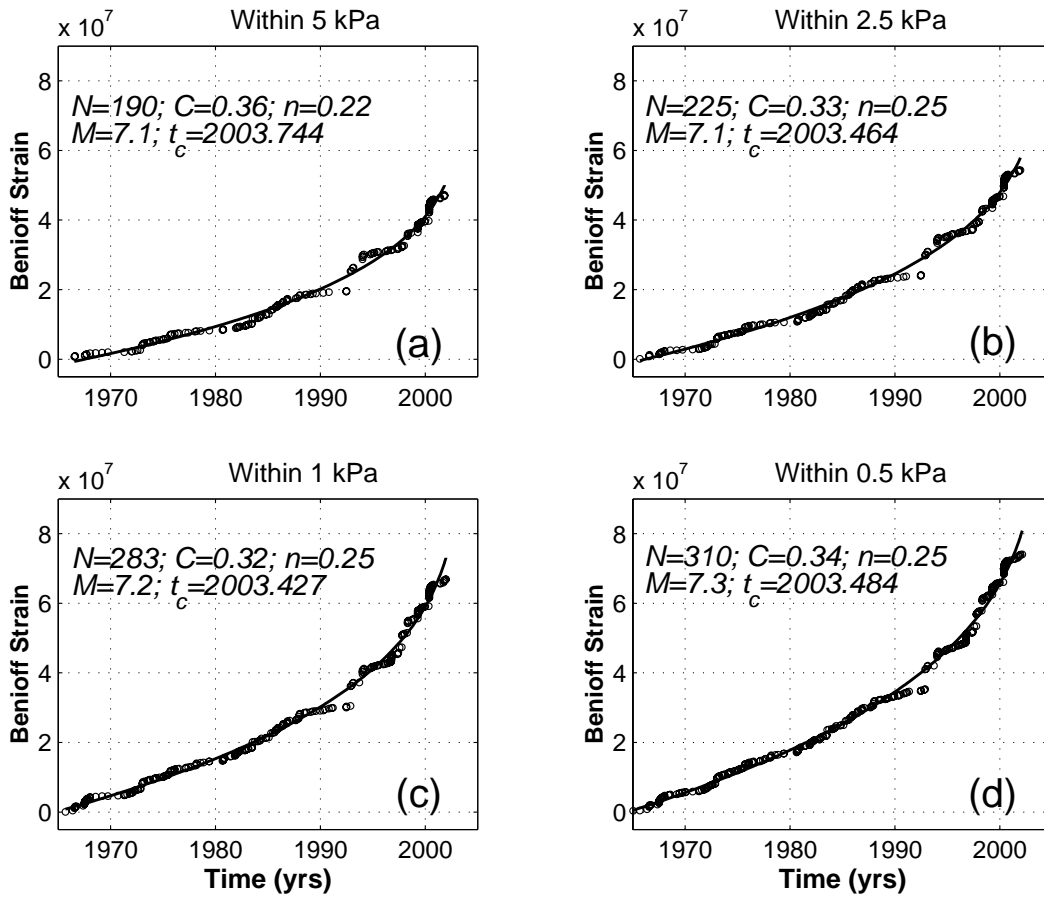 Within 5 kPa
x 10^7
Benioff Strain
8
6
4
2
0
N=190; C=0.36; n=0.22
M=7.1; t_c=2003.744
(a)
1970 1980 1990 2000
Within 2.5 kPa
x 10^7
Benioff Strain
8
6
4
2
0
N=225; C=0.33; n=0.25
M=7.1; t_c=2003.464
(b)
1970 1980 1990 2000
Within 1 kPa
x 10^7
Benioff Strain
8
6
4
2
0
N=283; C=0.32; n=0.25
M=7.2; t_c=2003.427
(c)
1970 1980 1990 2000
Time (yrs)
Within 0.5 kPa
x 10^7
Benioff Strain
8
6
4
2
0
N=310; C=0.34; n=0.25
M=7.3; t_c=2003.484
(d)
1970 1980 1990 2000
Time (yrs)